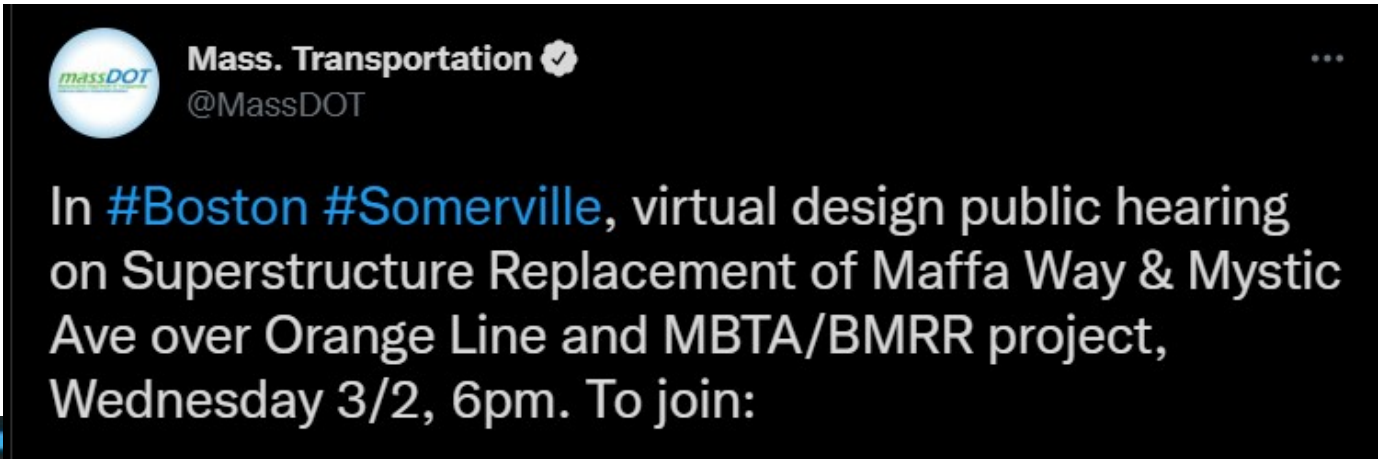 massDOT
Mass. Transportation
@MassDOT
In #Boston #Somerville, virtual design public hearing
on Superstructure Replacement of Maffa Way & Mystic
Ave over Orange Line and MBTA/BMRR project,
Wednesday 3/2, 6pm. To join: